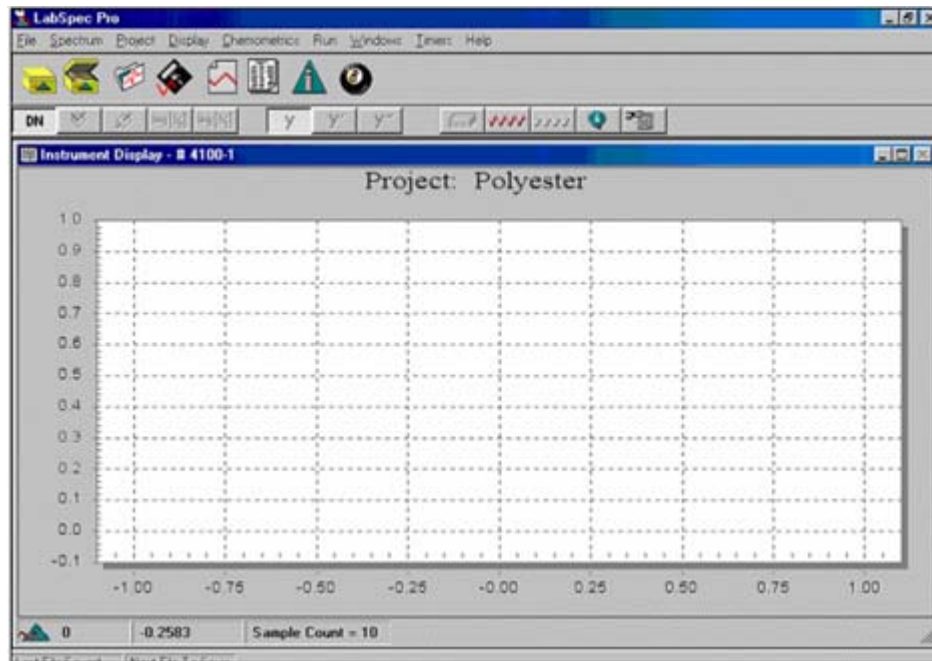 LabSpec Pro
File Spectrum Project Display Chemometrics Run Windows Timers Help
DN y y' y''
Instrument Display - # 4100-1
Project: Polyester
1.0
0.9
0.8
0.7
0.6
0.5
0.4
0.3
0.2
0.1
0.0
-0.1
-1.00 -0.75 -0.50 -0.25 -0.00 0.25 0.50 0.75 1.00
0 -0.2583 Sample Count = 10